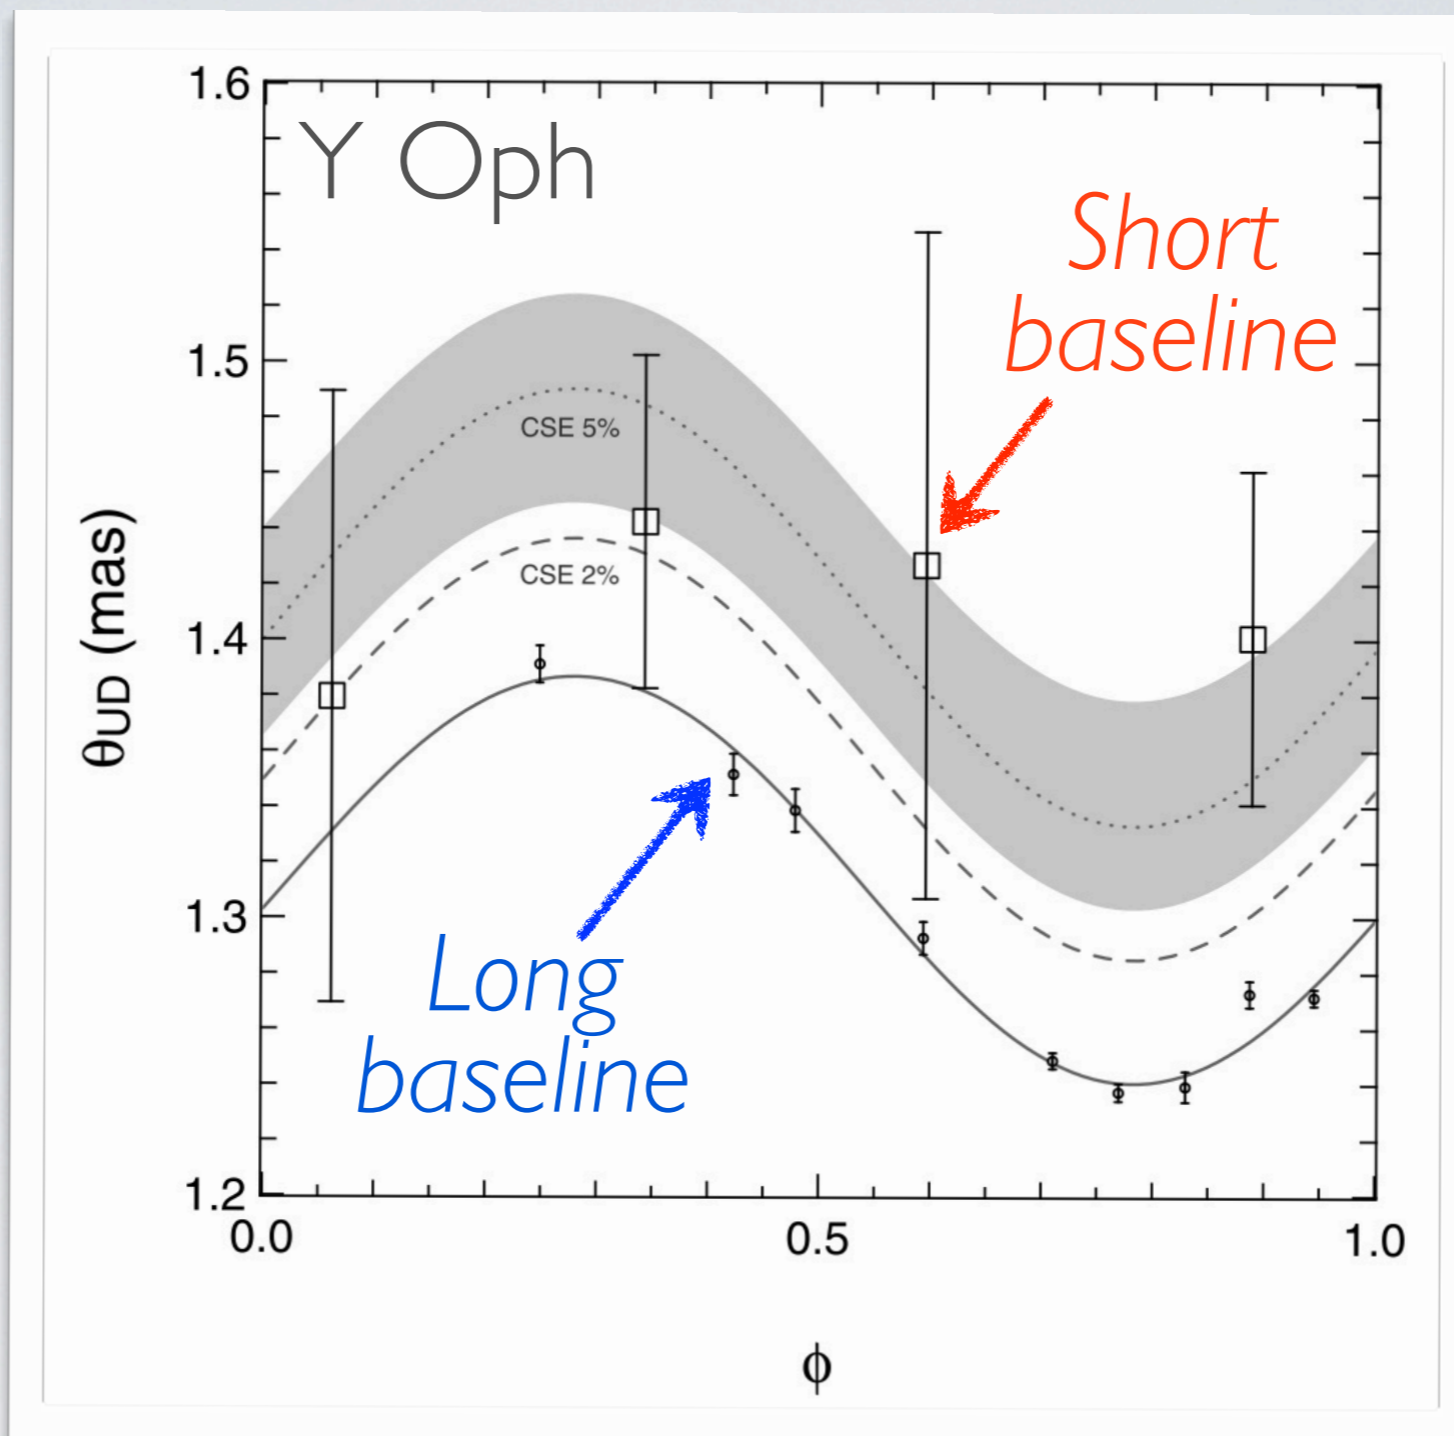 1.6
Y Oph
Short
baseline
1.5
CSE 5%
CSE 2%
1.4
θUD (mas)
1.3
Long
baseline
1.2
0.0 0.5 1.0
ϕ